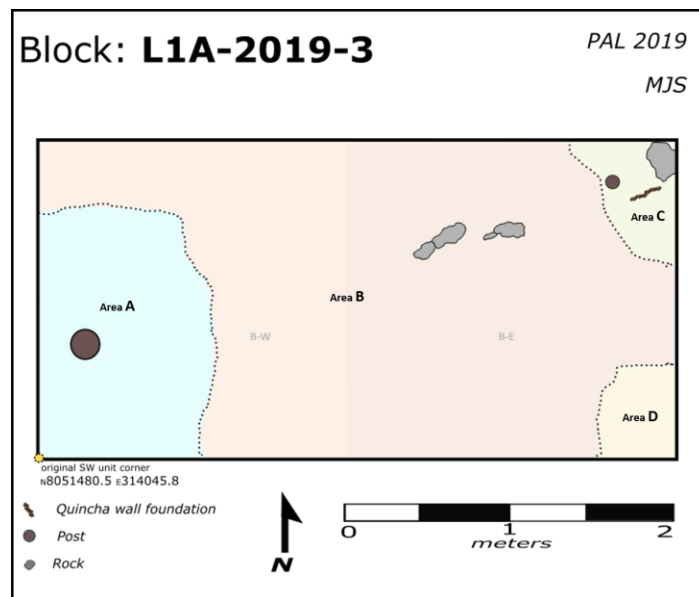 Block: L1A-2019-3
PAL 2019
MJS
Area C
Area A
Area B
B-W
B-E
Area D
original SW unit corner
N8051480.5 E314045.8
Quincha wall foundation
Post
Rock
N
0 1 2
meters